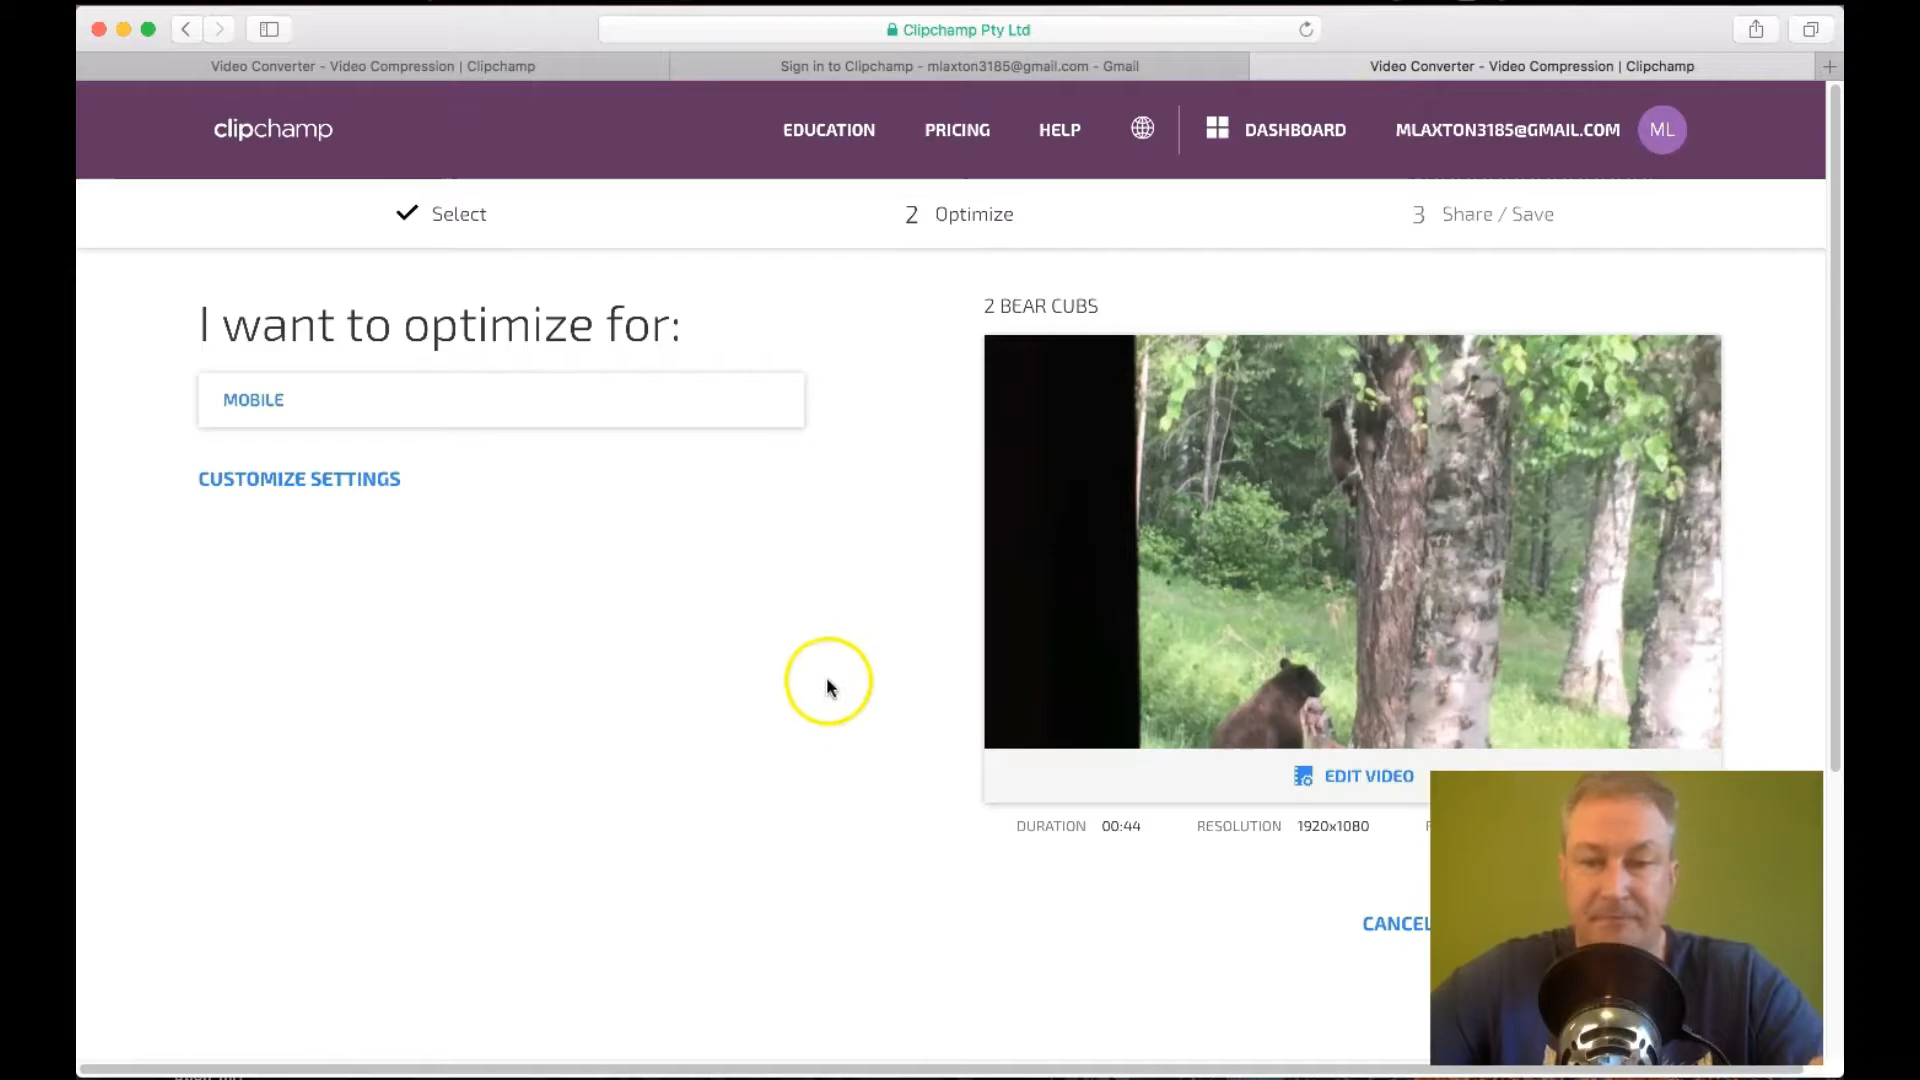 Clipchamp Pty Ltd
Video Converter - Video Compression | Clipchamp
Sign in to Clipchamp - mlaxton3185@gmail.com - Gmail
Video Converter - Video Compression | Clipchamp
clipchamp
EDUCATION
PRICING
HELP
DASHBOARD
MLAXTON3185@GMAIL.COM
ML
Select
2 Optimize
3 Share / Save
I want to optimize for:
2 BEAR CUBS
MOBILE
CUSTOMIZE SETTINGS
EDIT VIDEO
DURATION 00:44
RESOLUTION 1920x1080
CANCEL